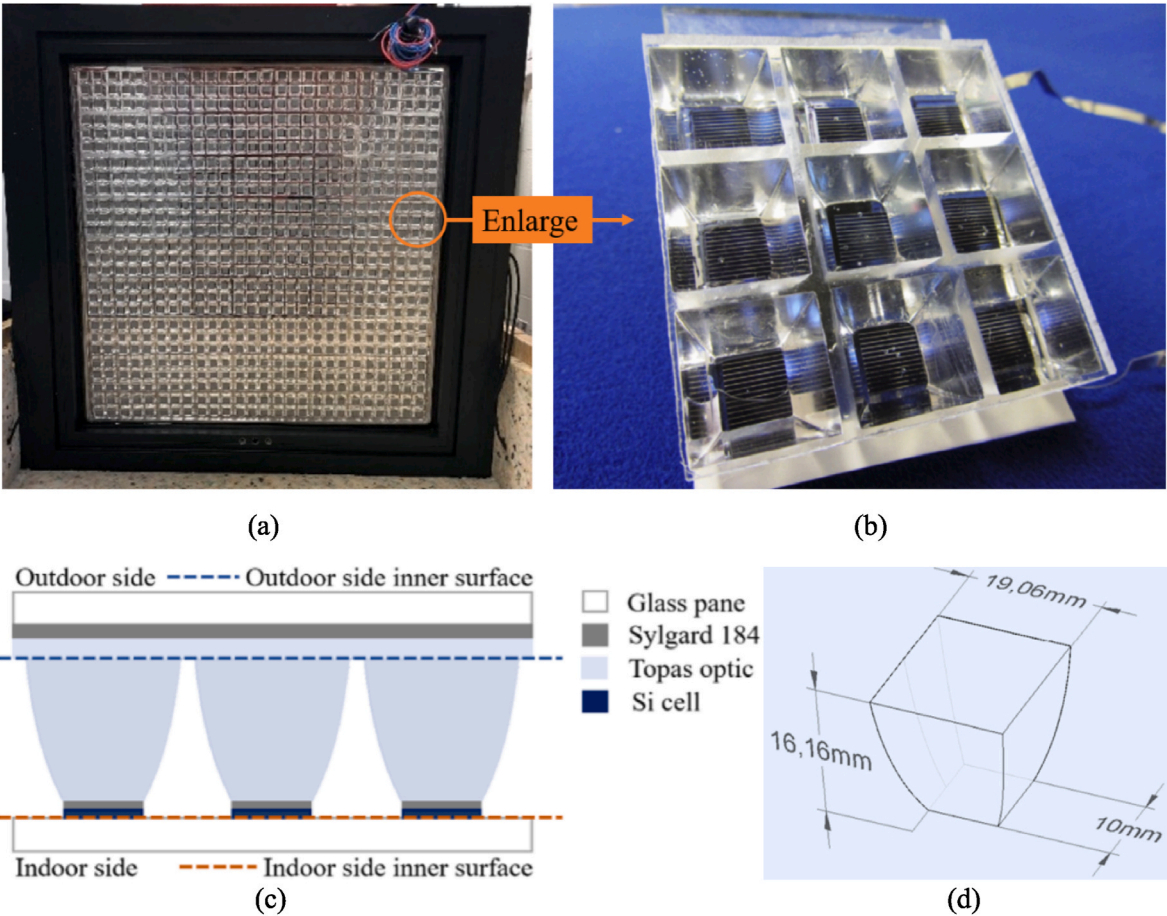 Enlarge
(a)
(b)
Outdoor side
Outdoor side inner surface
Glass pane
Sylgard 184
Topas optic
Si cell
Indoor side
Indoor side inner surface
(c)
19,06mm
16,16mm
10mm
(d)